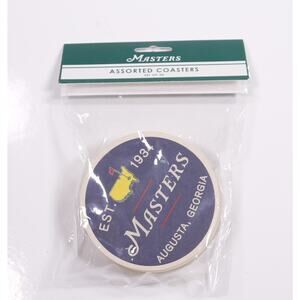 MASTERS
ASSORTED COASTERS
EST. 1934
MASTERS
AUGUSTA, GEORGIA